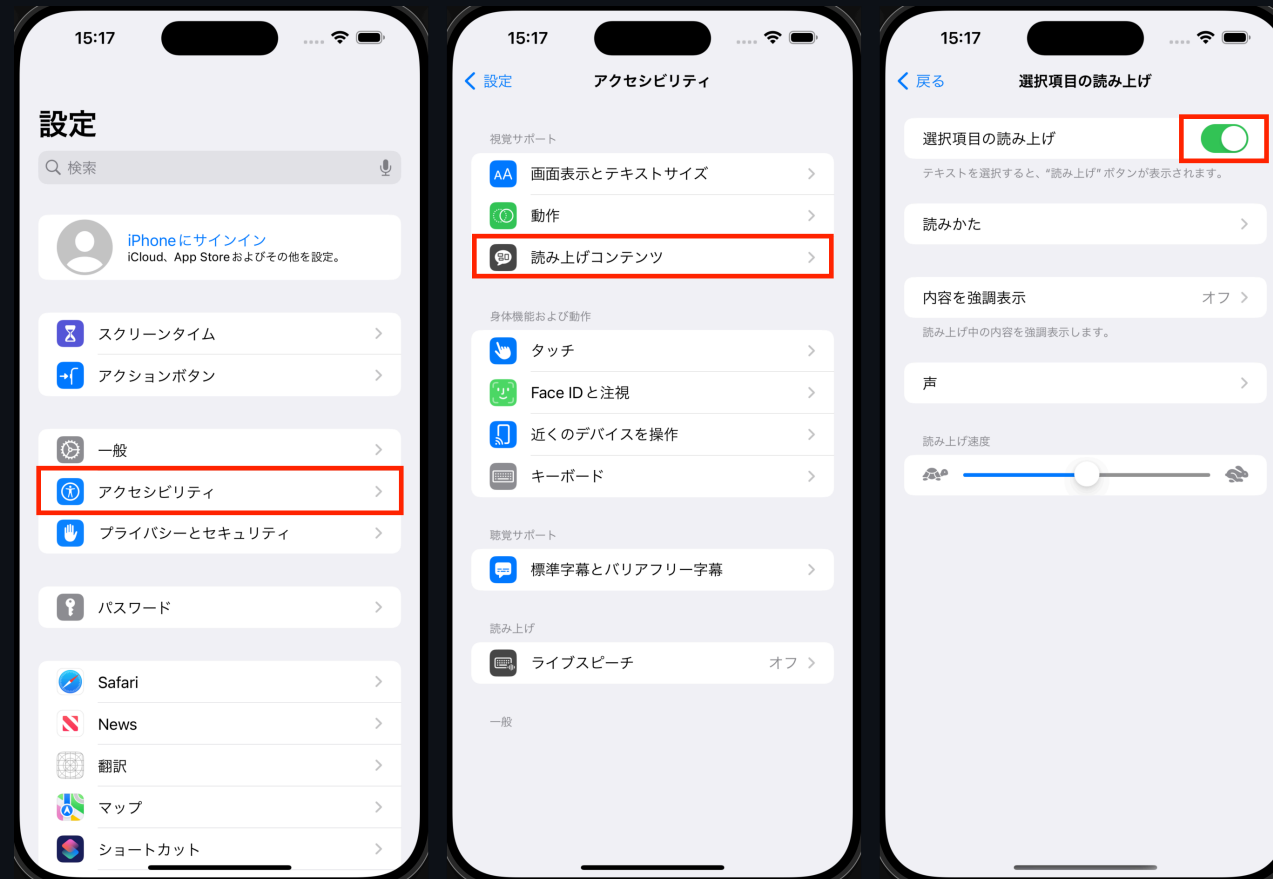 15:17
設定
検索
iPhoneにサインイン
iCloud、App Storeおよびその他を設定。
スクリーンタイム
アクションボタン
一般
アクセシビリティ
プライバシーとセキュリティ
パスワード
Safari
News
翻訳
マップ
ショートカット
15:17
設定
アクセシビリティ
視覚サポート
AA 画面表示とテキストサイズ
動作
読み上げコンテンツ
身体機能および動作
タッチ
Face IDと注視
近くのデバイスを操作
キーボード
聴覚サポート
標準字幕とバリアフリー字幕
読み上げ
ライブスピーチ オフ
一般
15:17
戻る 選択項目の読み上げ
選択項目の読み上げ
テキストを選択すると、“読み上げ” ボタンが表示されます。
読みかた
内容を強調表示 オフ
読み上げ中の内容を強調表示します。
声
読み上げ速度